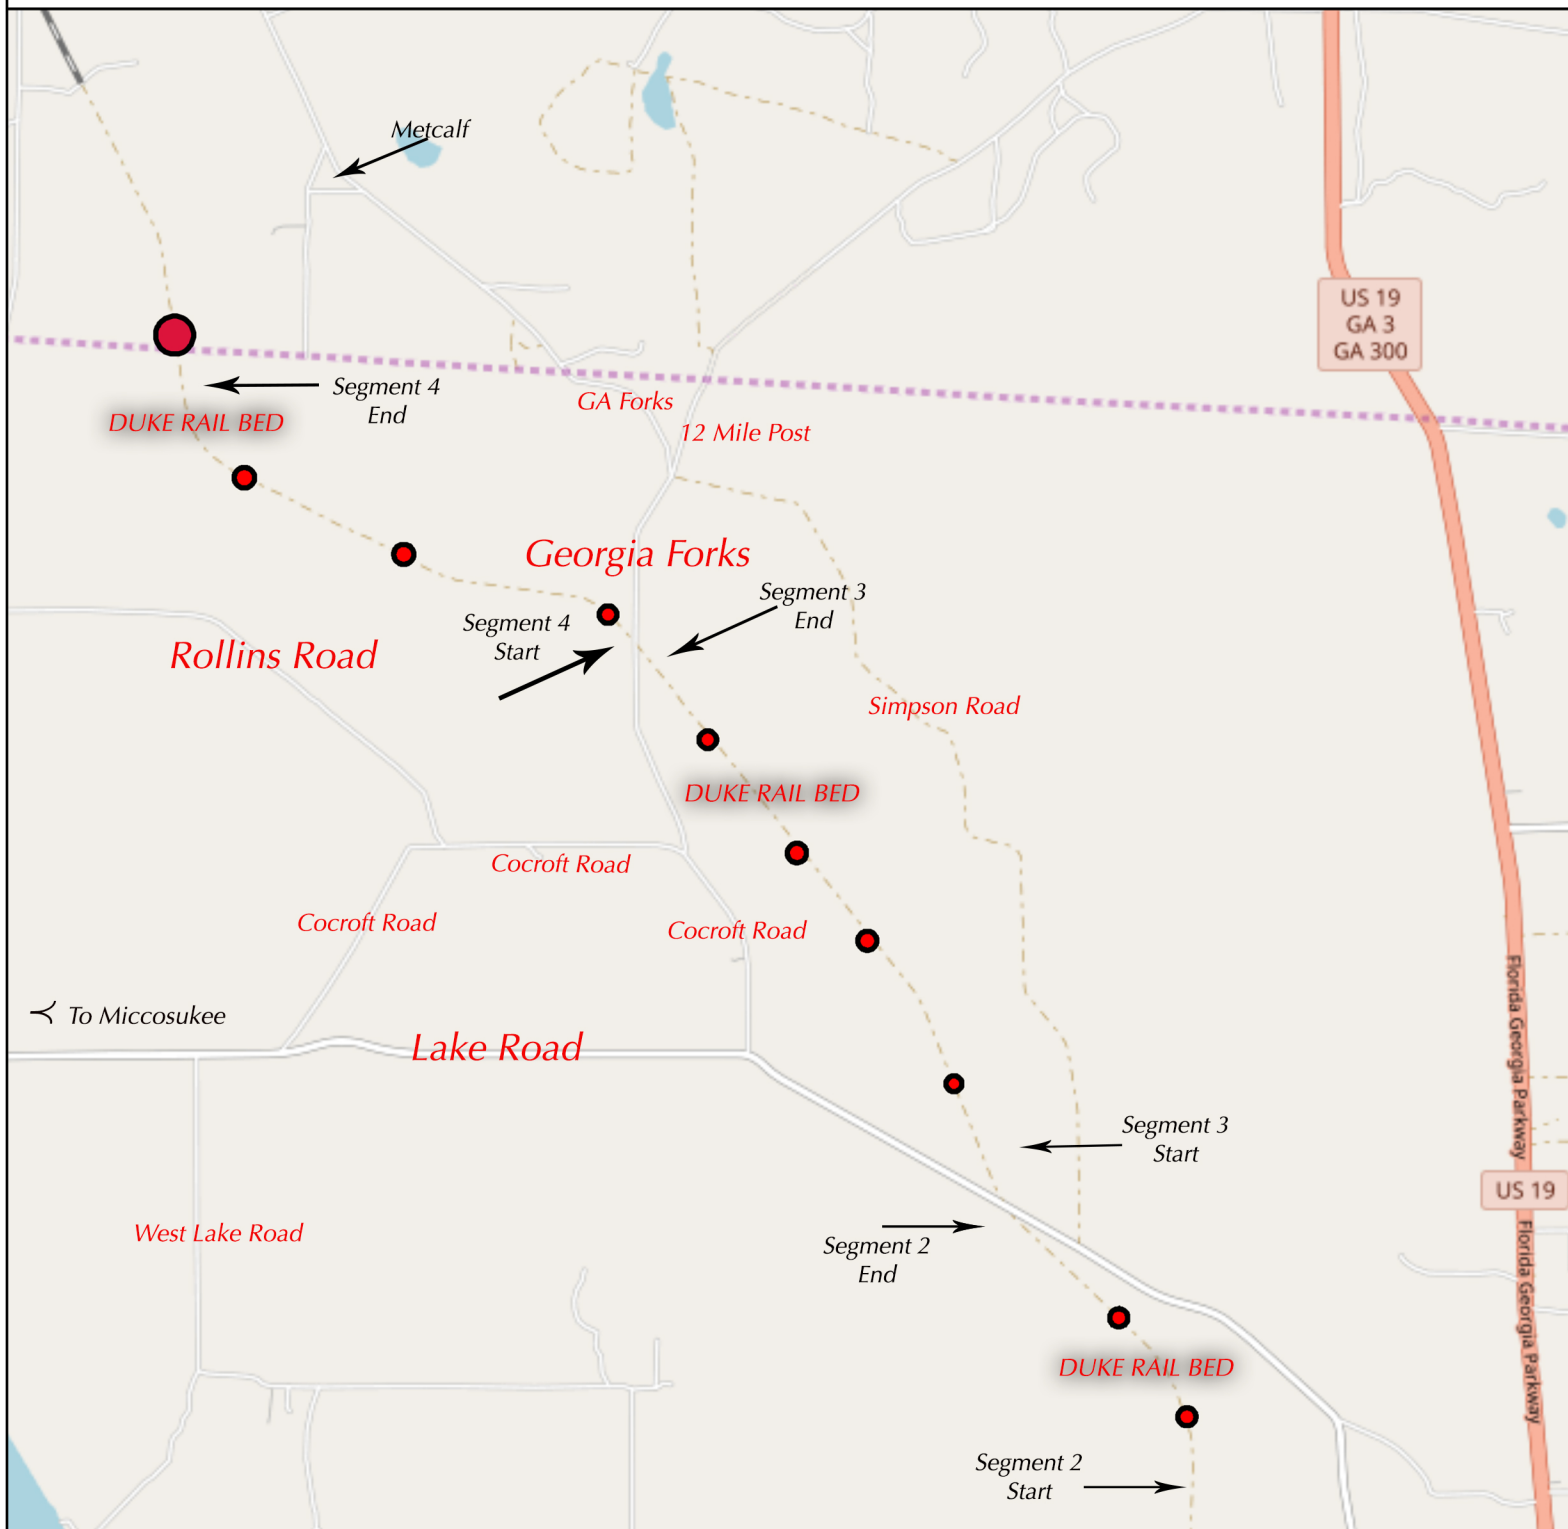 Metcalf
US 19
GA 3
GA 300
Segment 4
End
DUKE RAIL BED
GA Forks
12 Mile Post
Georgia Forks
Segment 3
End
Segment 4
Start
Rollins Road
Simpson Road
DUKE RAIL BED
Cocroft Road
Cocroft Road
Cocroft Road
To Miccosukee
Lake Road
Florida Georgia Parkway
Segment 3
Start
US 19
West Lake Road
Segment 2
End
Florida Georgia Parkway
DUKE RAIL BED
Segment 2
Start